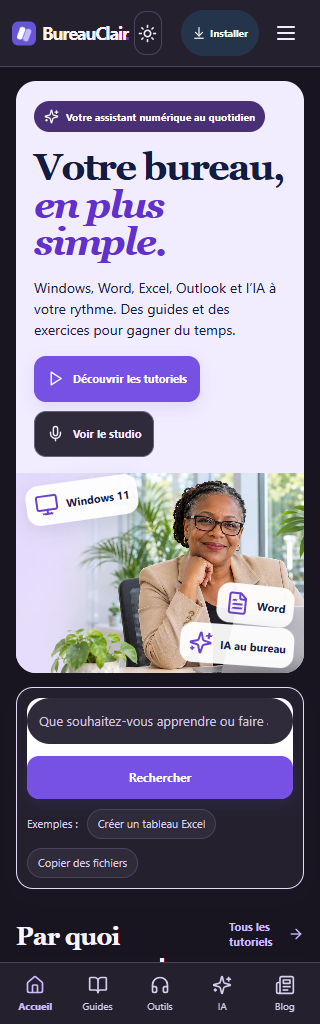 BureauClair
Installer
Votre assistant numérique au quotidien
Votre bureau,
en plus
simple.
Windows, Word, Excel, Outlook et l'IA à
votre rythme. Des guides et des
exercices pour gagner du temps.
Découvrir les tutoriels
Voir le studio
Windows 11
Word
IA au bureau
Que souhaitez-vous apprendre ou faire
Rechercher
Exemples :
Créer un tableau Excel
Copier des fichiers
Par quoi
Tous les
tutoriels
Accueil
Guides
Outils
IA
Blog